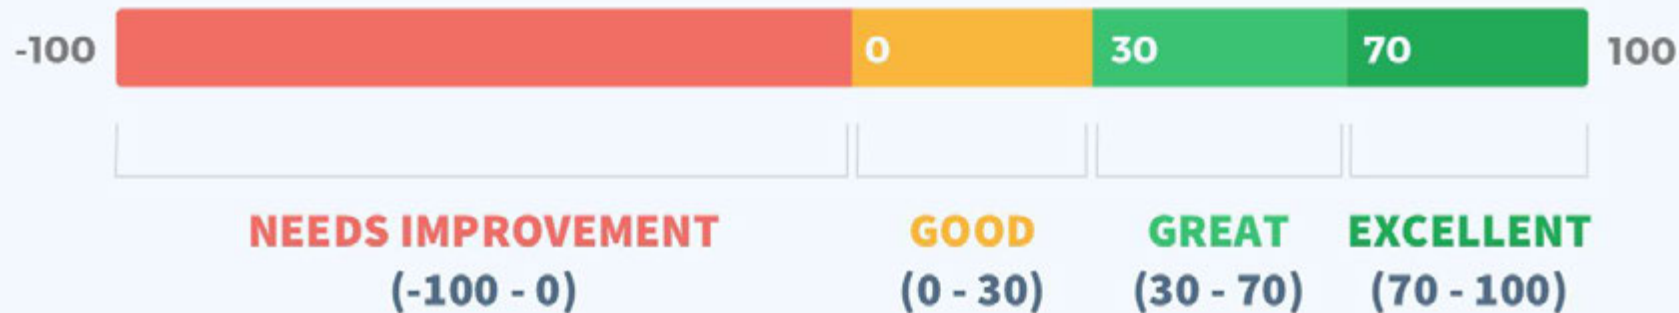 -100 0 30 70 100
NEEDS IMPROVEMENT GOOD GREAT EXCELLENT
(-100 - 0) (0 - 30) (30 - 70) (70 - 100)